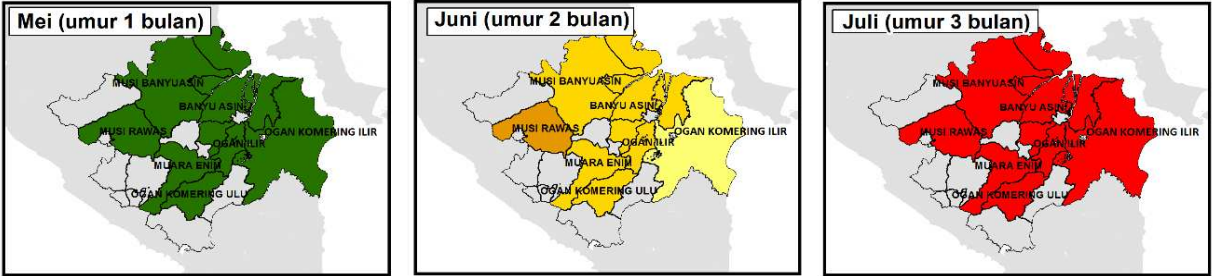 Mei (umur 1 bulan)
MUSI BANYUASIN
BANYU ASIN
MUSI RAWAS
OGAN KOMERING ILIR
OGAN ILIR
MUARA ENIM
OGAN KOMERING ULU
Juni (umur 2 bulan)
MUSI BANYUASIN
BANYU ASIN
MUSI RAWAS
OGAN KOMERING ILIR
OGAN ILIR
MUARA ENIM
OGAN KOMERING ULU
Juli (umur 3 bulan)
MUSI BANYUASIN
BANYU ASIN
MUSI RAWAS
OGAN KOMERING ILIR
OGAN ILIR
MUARA ENIM
OGAN KOMERING ULU